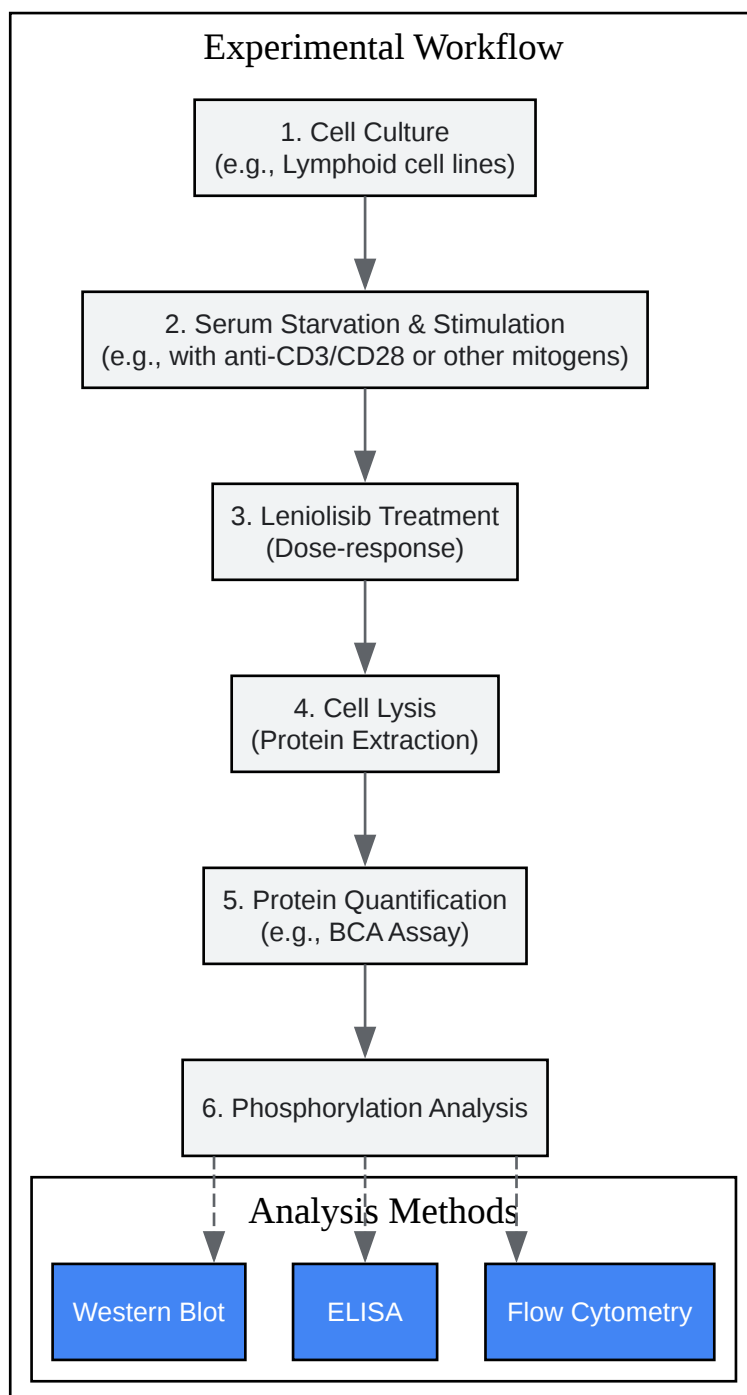 Experimental Workflow
1. Cell Culture
(e.g., Lymphoid cell lines)
2. Serum Starvation & Stimulation
(e.g., with anti-CD3/CD28 or other mitogens)
3. Leniolisib Treatment
(Dose-response)
4. Cell Lysis
(Protein Extraction)
5. Protein Quantification
(e.g., BCA Assay)
6. Phosphorylation Analysis
Analysis Methods
Western Blot
ELISA
Flow Cytometry